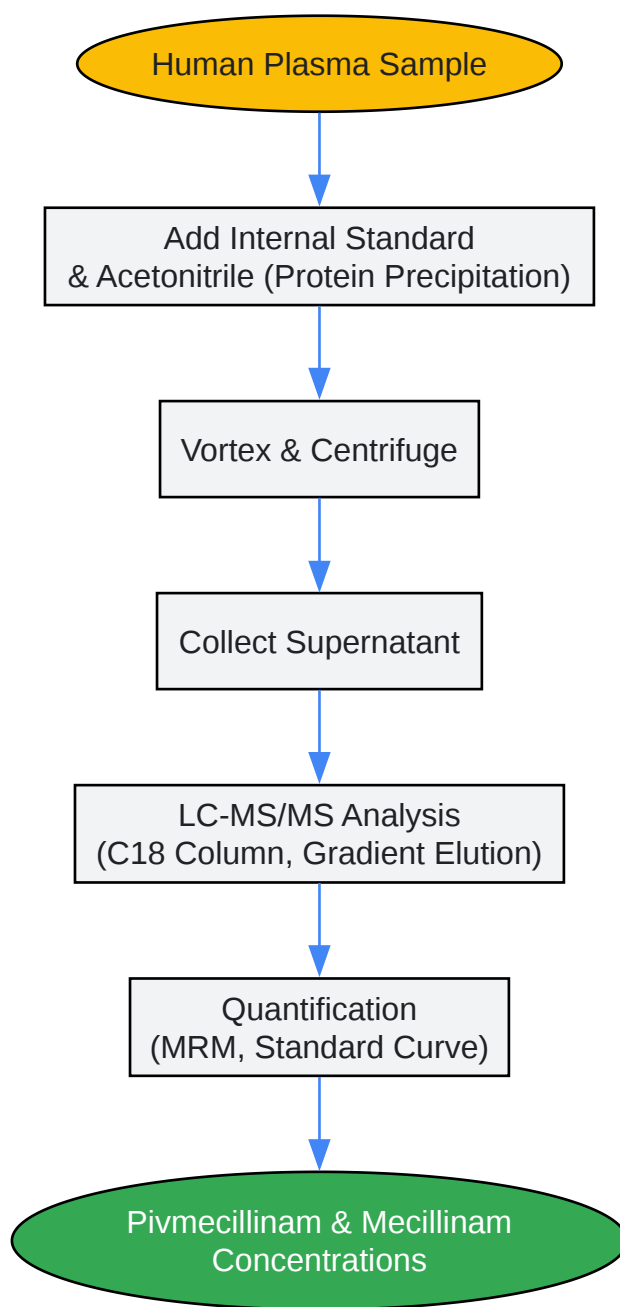 Human Plasma Sample
Add Internal Standard
& Acetonitrile (Protein Precipitation)
Vortex & Centrifuge
Collect Supernatant
LC-MS/MS Analysis
(C18 Column, Gradient Elution)
Quantification
(MRM, Standard Curve)
Pivmecillinam & Mecillinam
Concentrations